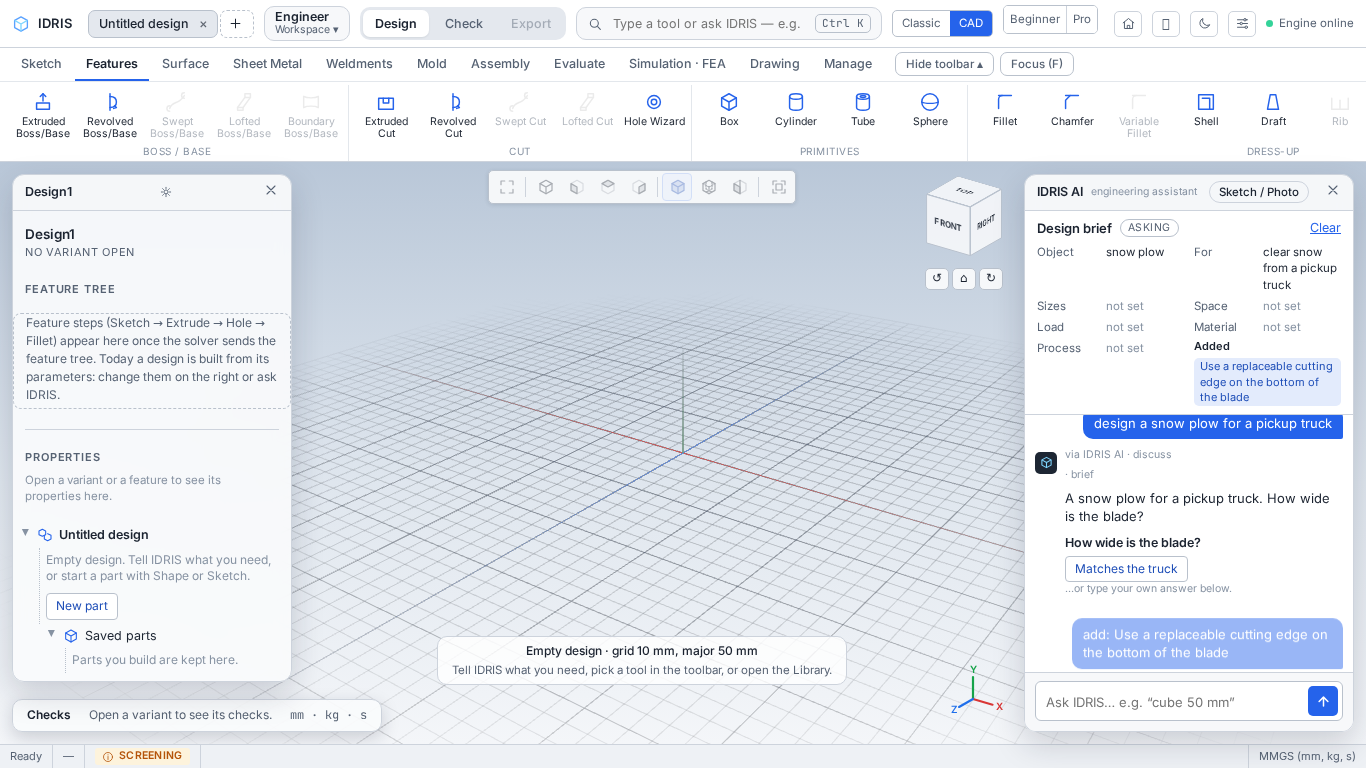 IDRIS
Untitled design ×
+
Engineer
Workspace ▾
Design
Check
Export
Type a tool or ask IDRIS — e.g.
Ctrl K
Classic
CAD
Beginner
Pro
Engine online
Sketch
Features
Surface
Sheet Metal
Weldments
Mold
Assembly
Evaluate
Simulation · FEA
Drawing
Manage
Hide toolbar ▴
Focus (F)
Extruded
Boss/Base
Revolved
Boss/Base
Swept
Boss/Base
Lofted
Boss/Base
Boundary
Boss/Base
BOSS / BASE
Extruded
Cut
Revolved
Cut
Swept Cut
Lofted Cut
Hole Wizard
CUT
Box
Cylinder
Tube
Sphere
PRIMITIVES
Fillet
Chamfer
Variable
Fillet
Shell
Draft
Rib
DRESS-UP
Design1
Design1
NO VARIANT OPEN
FEATURE TREE
Feature steps (Sketch → Extrude → Hole →
Fillet) appear here once the solver sends the
feature tree. Today a design is built from its
parameters: change them on the right or ask
IDRIS.
PROPERTIES
Open a variant or a feature to see its
properties here.
Untitled design
Empty design. Tell IDRIS what you need,
or start a part with Shape or Sketch.
New part
Saved parts
Parts you build are kept here.
Checks
Open a variant to see its checks.
mm · kg · s
TOP
FRONT
RIGHT
Empty design · grid 10 mm, major 50 mm
Tell IDRIS what you need, pick a tool in the toolbar, or open the Library.
Y
X
Z
IDRIS AI
engineering assistant
Sketch / Photo
Design brief
ASKING
Clear
Object
snow plow
For
clear snow
from a pickup
truck
Sizes
not set
Space
not set
Load
not set
Material
not set
Process
not set
Added
Use a replaceable cutting
edge on the bottom of
the blade
design a snow plow for a pickup truck
via IDRIS AI · discuss
· brief
A snow plow for a pickup truck. How wide
is the blade?
How wide is the blade?
Matches the truck
...or type your own answer below.
add: Use a replaceable cutting edge on
the bottom of the blade
Ask IDRIS... e.g. “cube 50 mm”
Ready
—
SCREENING
MMGS (mm, kg, s)